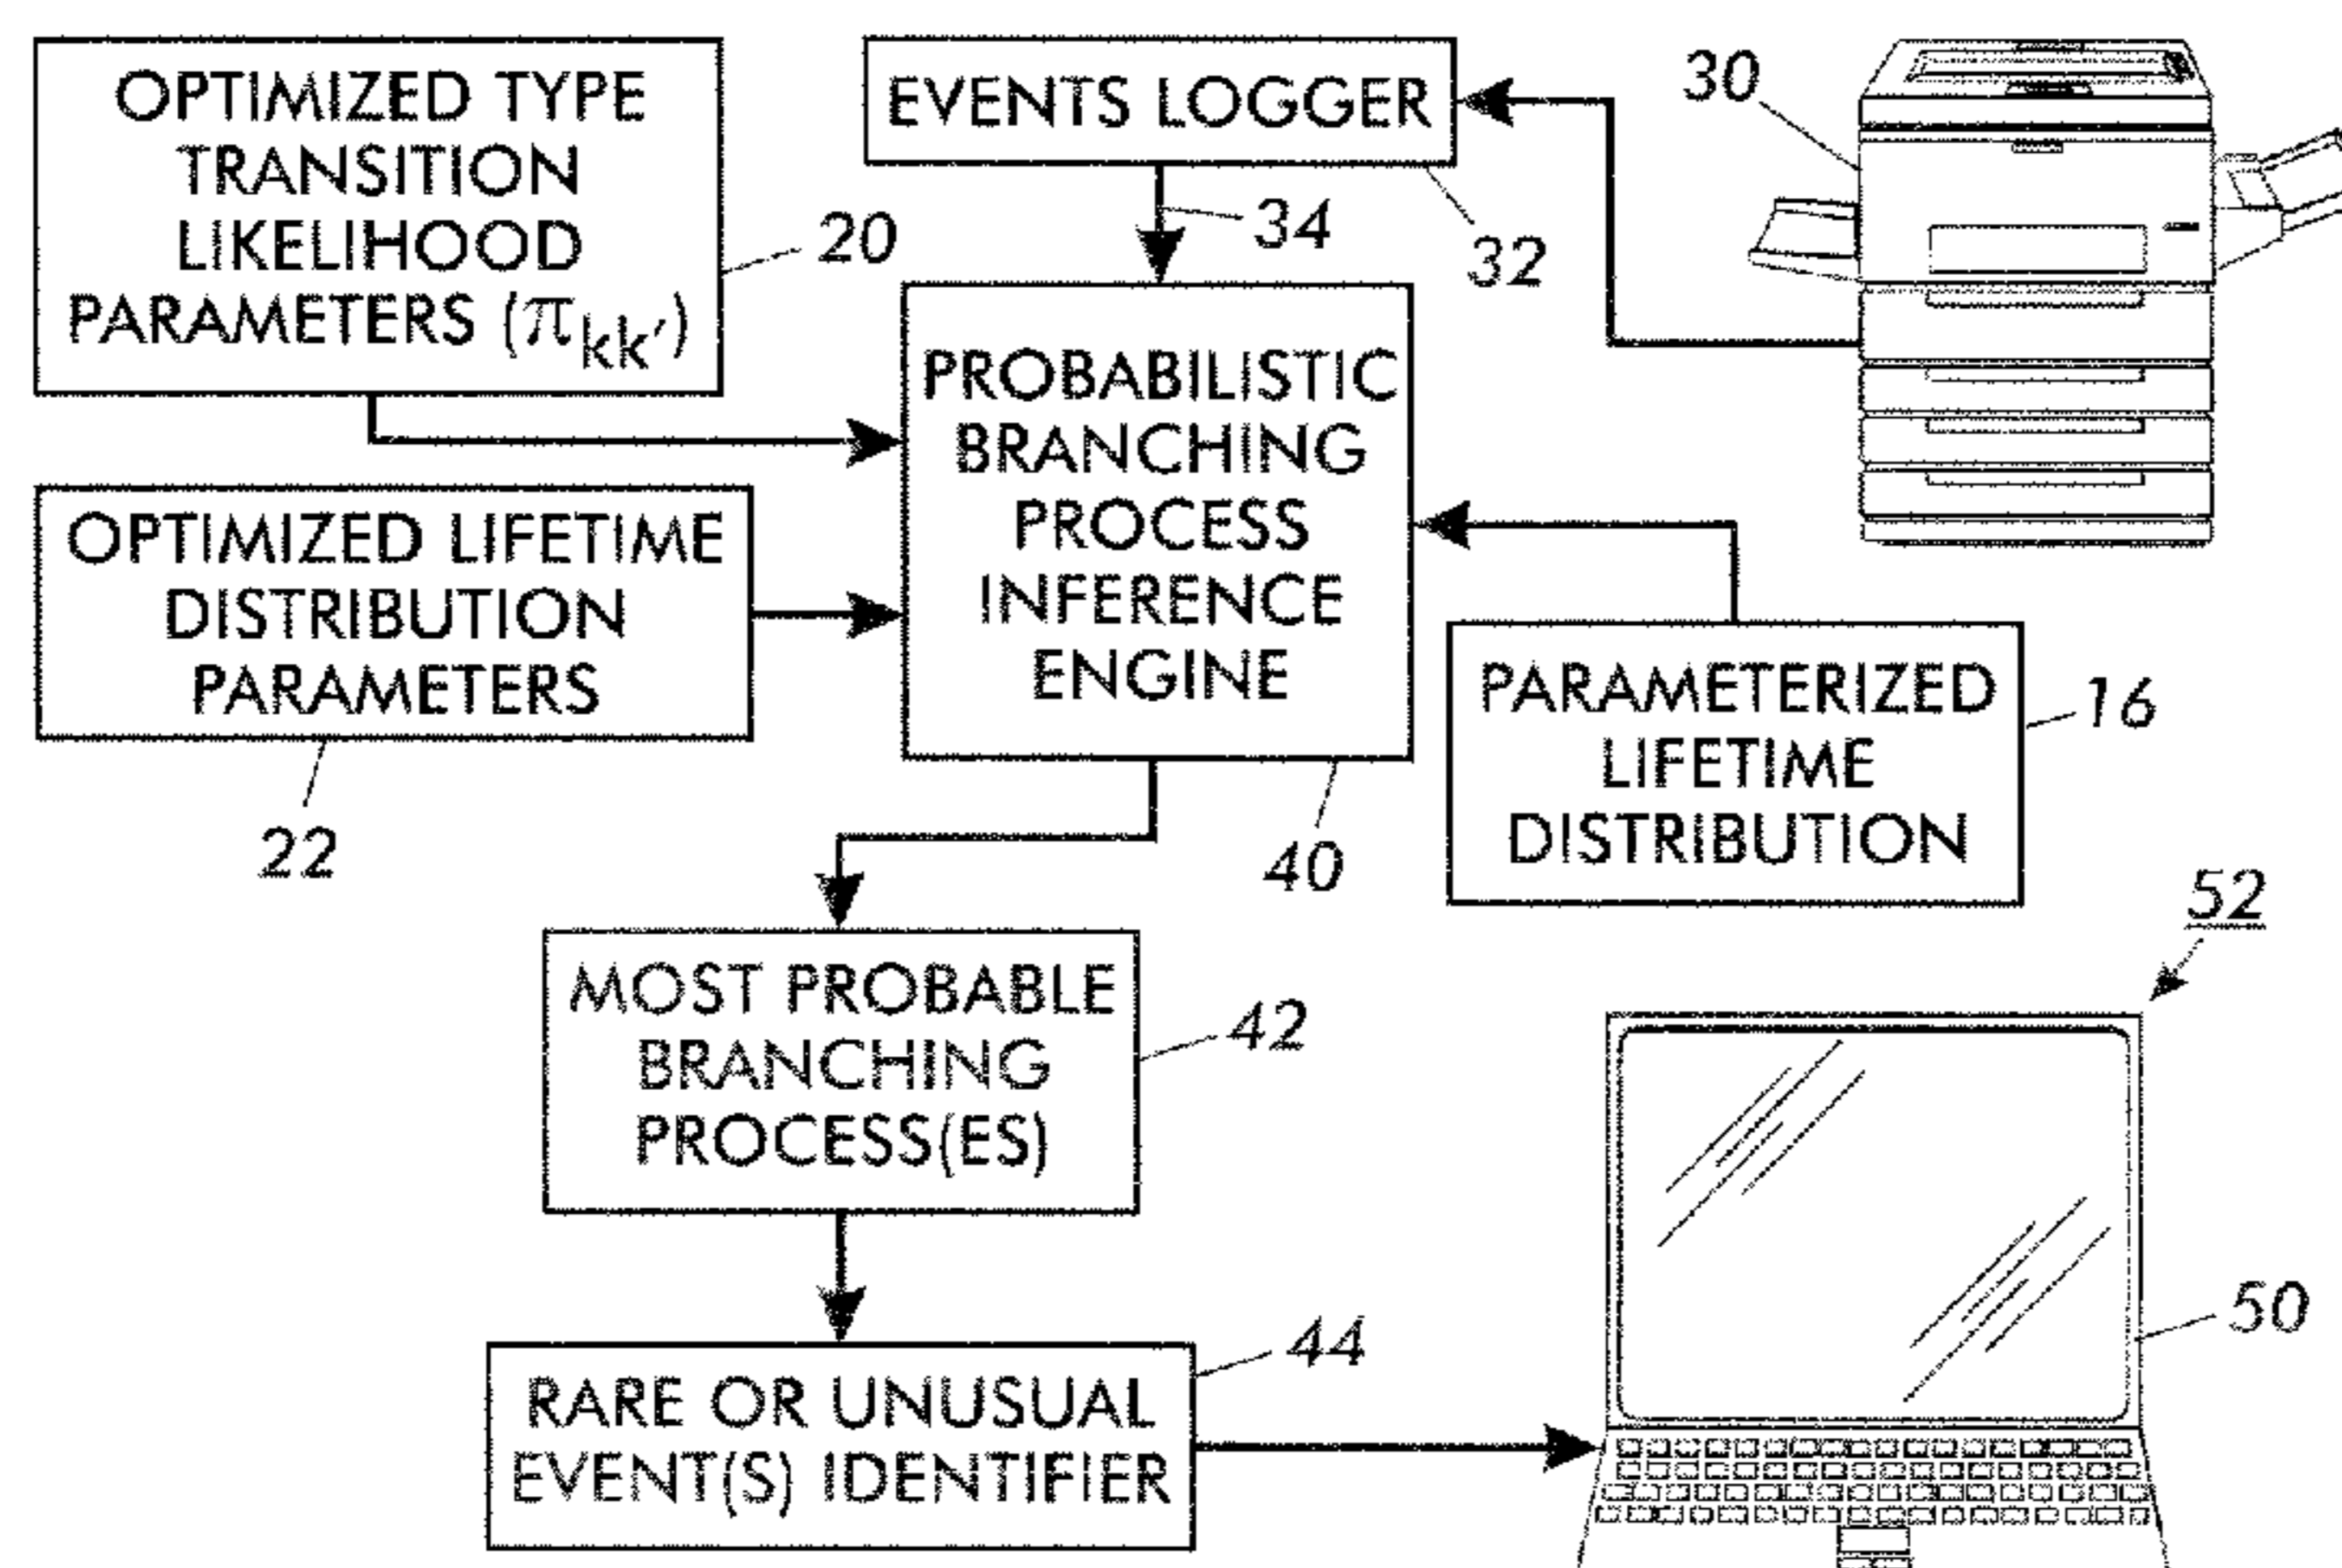 OPTIMIZED TYPE
TRANSITION
LIKELIHOOD
PARAMETERS (πkk′)
20
EVENTS LOGGER
34
32
30
PROBABILISTIC
BRANCHING
PROCESS
INFERENCE
ENGINE
40
OPTIMIZED LIFETIME
DISTRIBUTION
PARAMETERS
22
PARAMETERIZED
LIFETIME
DISTRIBUTION
16
MOST PROBABLE
BRANCHING
PROCESS(ES)
42
RARE OR UNUSUAL
EVENT(S) IDENTIFIER
44
52
50